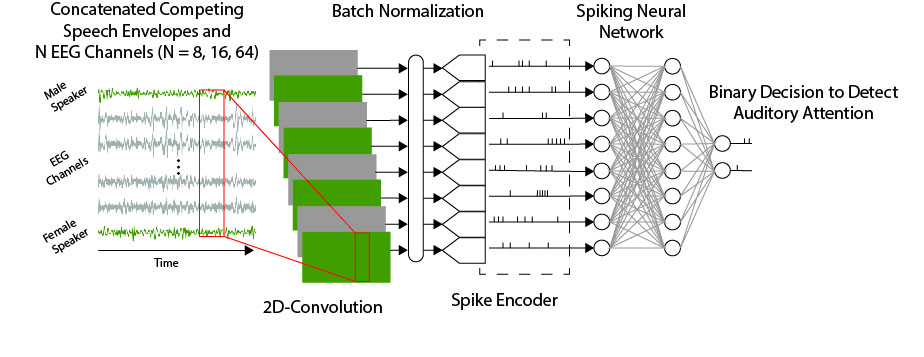 Concatenated Competing
Speech Envelopes and
N EEG Channels (N = 8, 16, 64)
Batch Normalization
Spiking Neural
Network
Male
Speaker
EEG
Channels
Female
Speaker
Time
2D-Convolution
Spike Encoder
Binary Decision to Detect
Auditory Attention